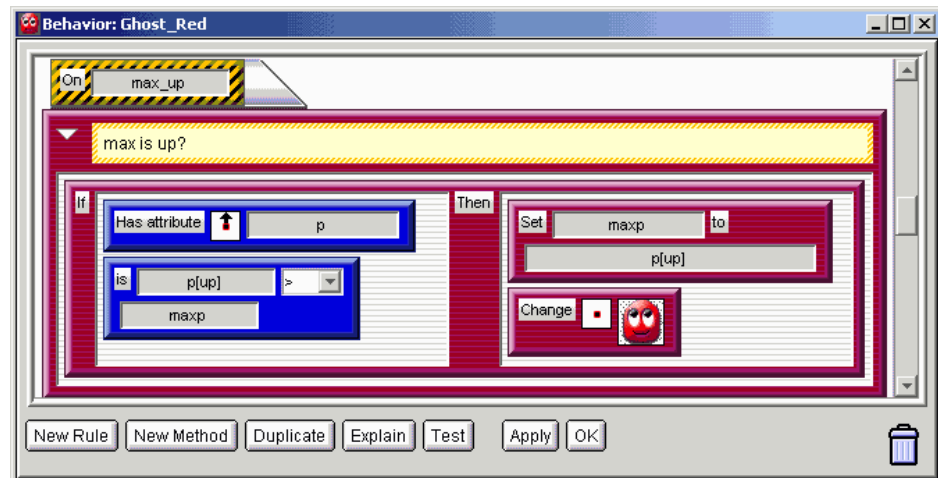 Behavior: Ghost_Red
On max_up
max is up?
If
Has attribute p
is p[up] >
maxp
Then
Set maxp to
p[up]
Change
New Rule New Method Duplicate Explain Test Apply OK